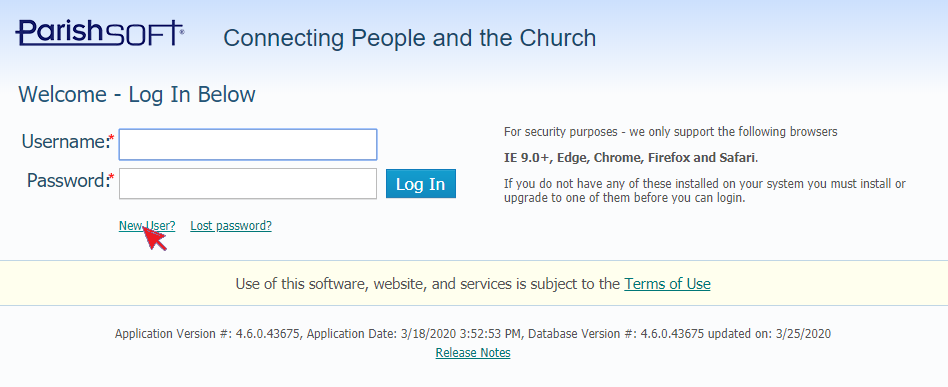 ParishSOFT®
Connecting People and the Church
Welcome - Log In Below
Username:*
Password:*
Log In
New User? Lost password?
For security purposes - we only support the following browsers
IE 9.0+, Edge, Chrome, Firefox and Safari.
If you do not have any of these installed on your system you must install or
upgrade to one of them before you can login.
Use of this software, website, and services is subject to the Terms of Use
Application Version #: 4.6.0.43675, Application Date: 3/18/2020 3:52:53 PM, Database Version #: 4.6.0.43675 updated on: 3/25/2020
Release Notes